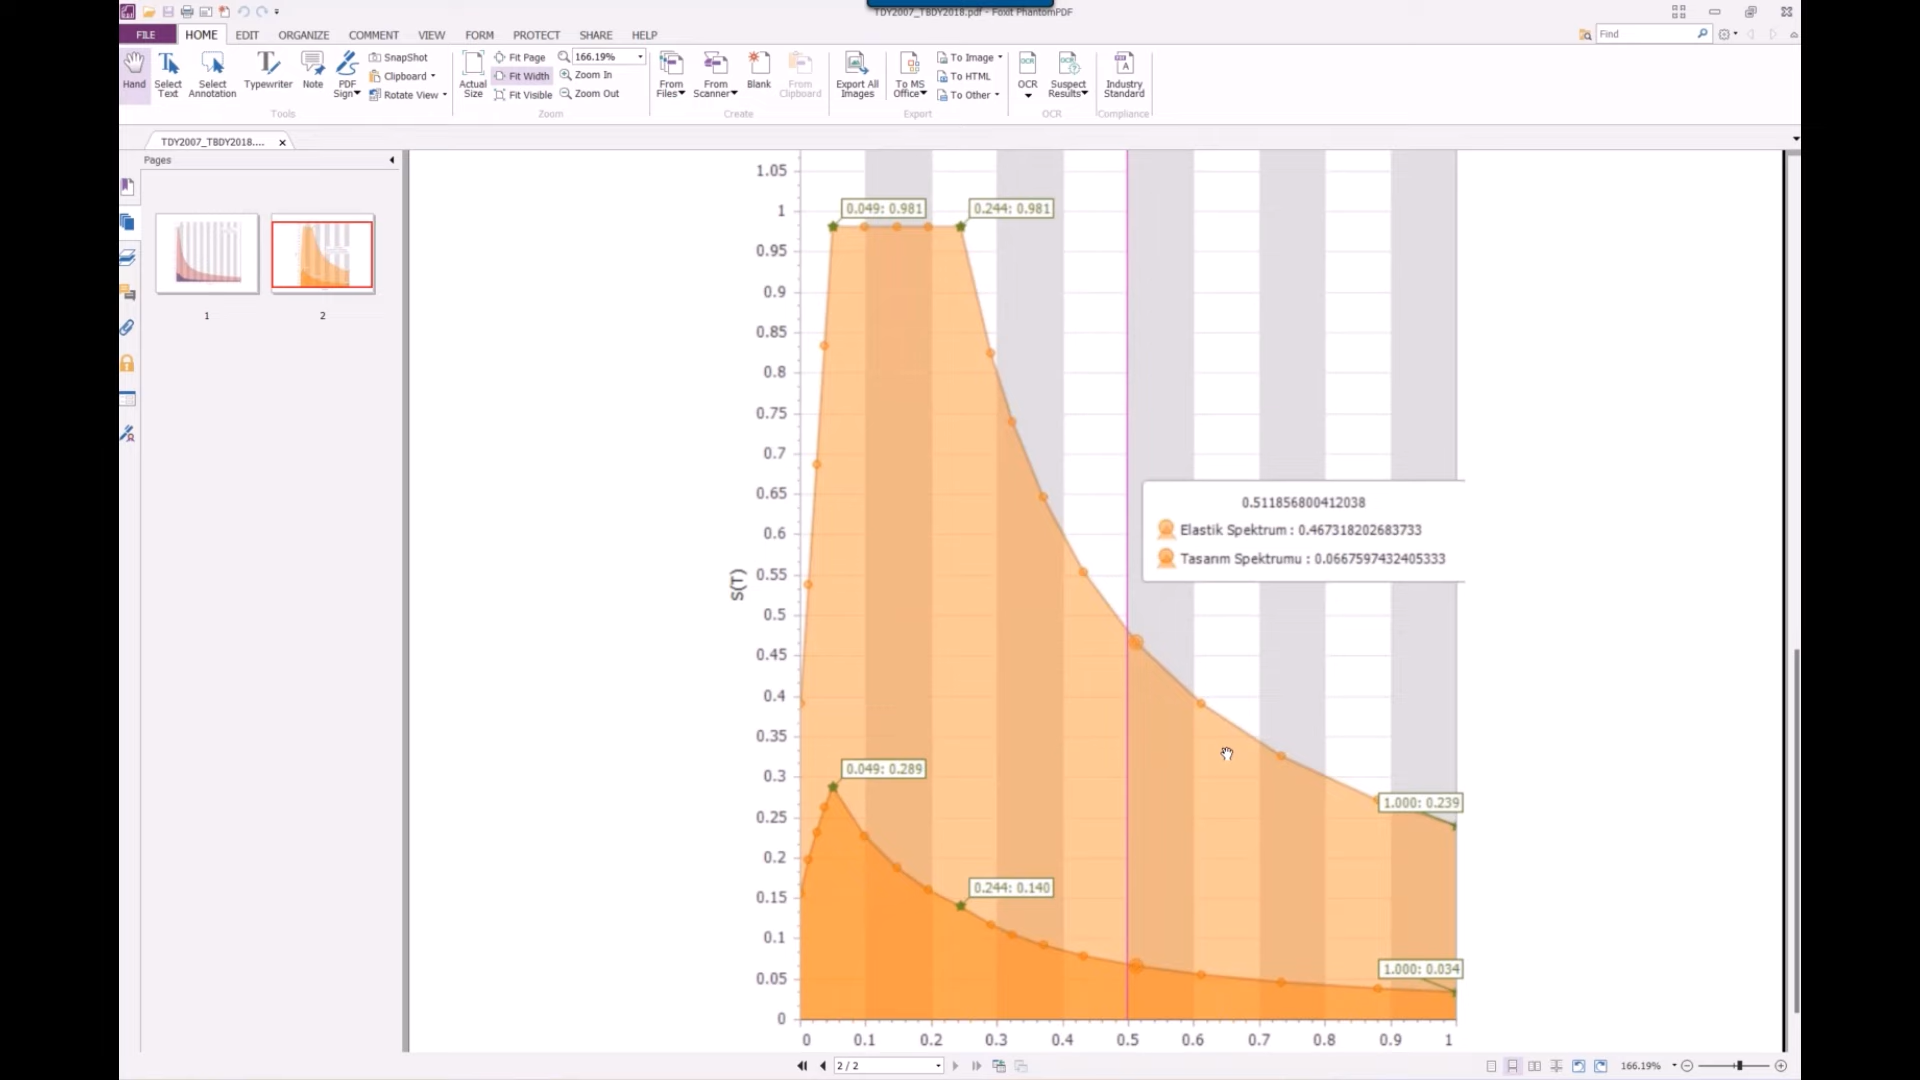 TDY2007_TBDY2018.pdf - Foxit PhantomPDF
FILE HOME EDIT ORGANIZE COMMENT VIEW FORM PROTECT SHARE HELP
Find
Hand
Select Text
Select Annotation
Typewriter
Note
PDF Sign
SnapShot
Clipboard
Rotate View
Tools
Actual Size
Fit Page
Fit Width
Fit Visible
166.19%
Zoom In
Zoom Out
Zoom
From Files
From Scanner
Blank
From Clipboard
Create
Export All Images
To MS Office
To Image
To HTML
To Other
Export
OCR
Suspect Results
OCR
Industry Standard
Compliance
TDY2007_TBDY2018....
Pages
1
2
1.05
1
0.95
0.9
0.85
0.8
0.75
0.7
0.65
0.6
0.55
0.5
0.45
0.4
0.35
0.3
0.25
0.2
0.15
0.1
0.05
0
S(T)
0.049: 0.981
0.244: 0.981
0.511856800412038
Elastik Spektrum : 0.467318202683733
Tasarım Spektrumu : 0.0667597432405333
0.049: 0.289
1.000: 0.239
0.244: 0.140
1.000: 0.034
0 0.1 0.2 0.3 0.4 0.5 0.6 0.7 0.8 0.9 1
2 / 2
166.19%